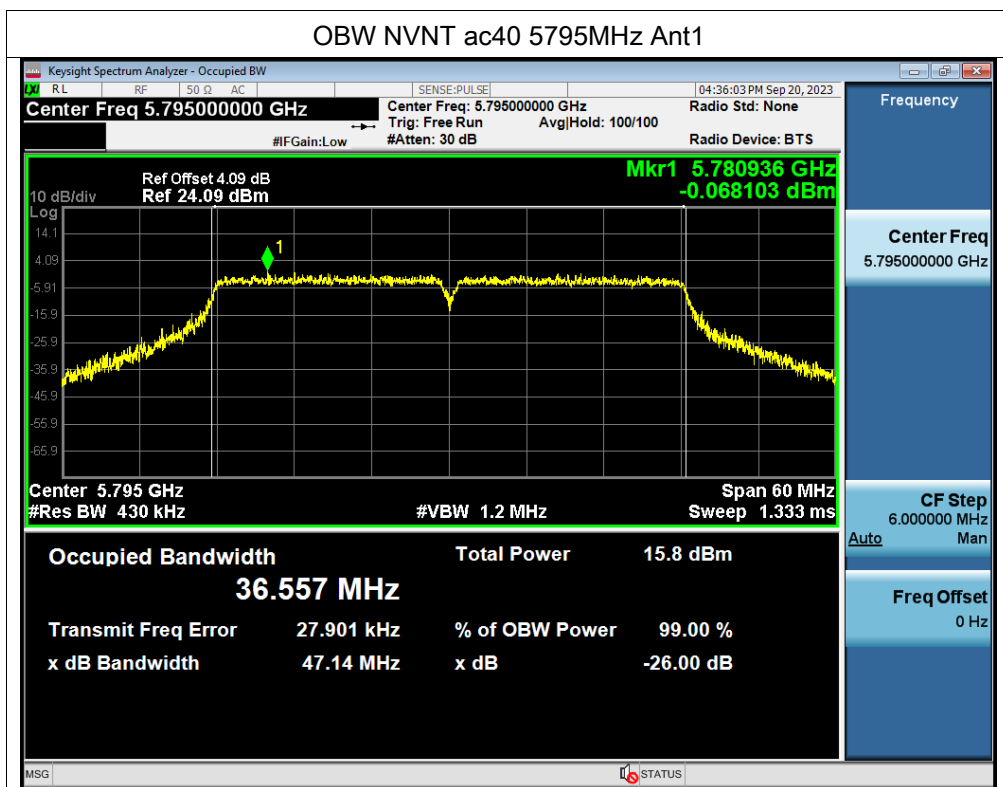 OBW NVNT ac40 5795MHz Ant1
Keysight Spectrum Analyzer - Occupied BW
LXI RL RF 50 Ω AC SENSE:PULSE 04:36:03 PM Sep 20, 2023
Center Freq 5.795000000 GHz
#IFGain:Low
Center Freq: 5.795000000 GHz
Trig: Free Run Avg|Hold: 100/100
#Atten: 30 dB
Radio Std: None
Radio Device: BTS
Frequency
Mkr1 5.780936 GHz
-0.068103 dBm
Ref Offset 4.09 dB
10 dB/div Ref 24.09 dBm
Log
14.1
4.09
-5.91
-15.9
-25.9
-35.9
-45.9
-55.9
-65.9
1
Center 5.795 GHz Span 60 MHz
#Res BW 430 kHz #VBW 1.2 MHz Sweep 1.333 ms
Center Freq
5.795000000 GHz
CF Step
6.000000 MHz
Auto Man
Freq Offset
0 Hz
Occupied Bandwidth Total Power 15.8 dBm
36.557 MHz
Transmit Freq Error 27.901 kHz % of OBW Power 99.00 %
x dB Bandwidth 47.14 MHz x dB -26.00 dB
MSG STATUS